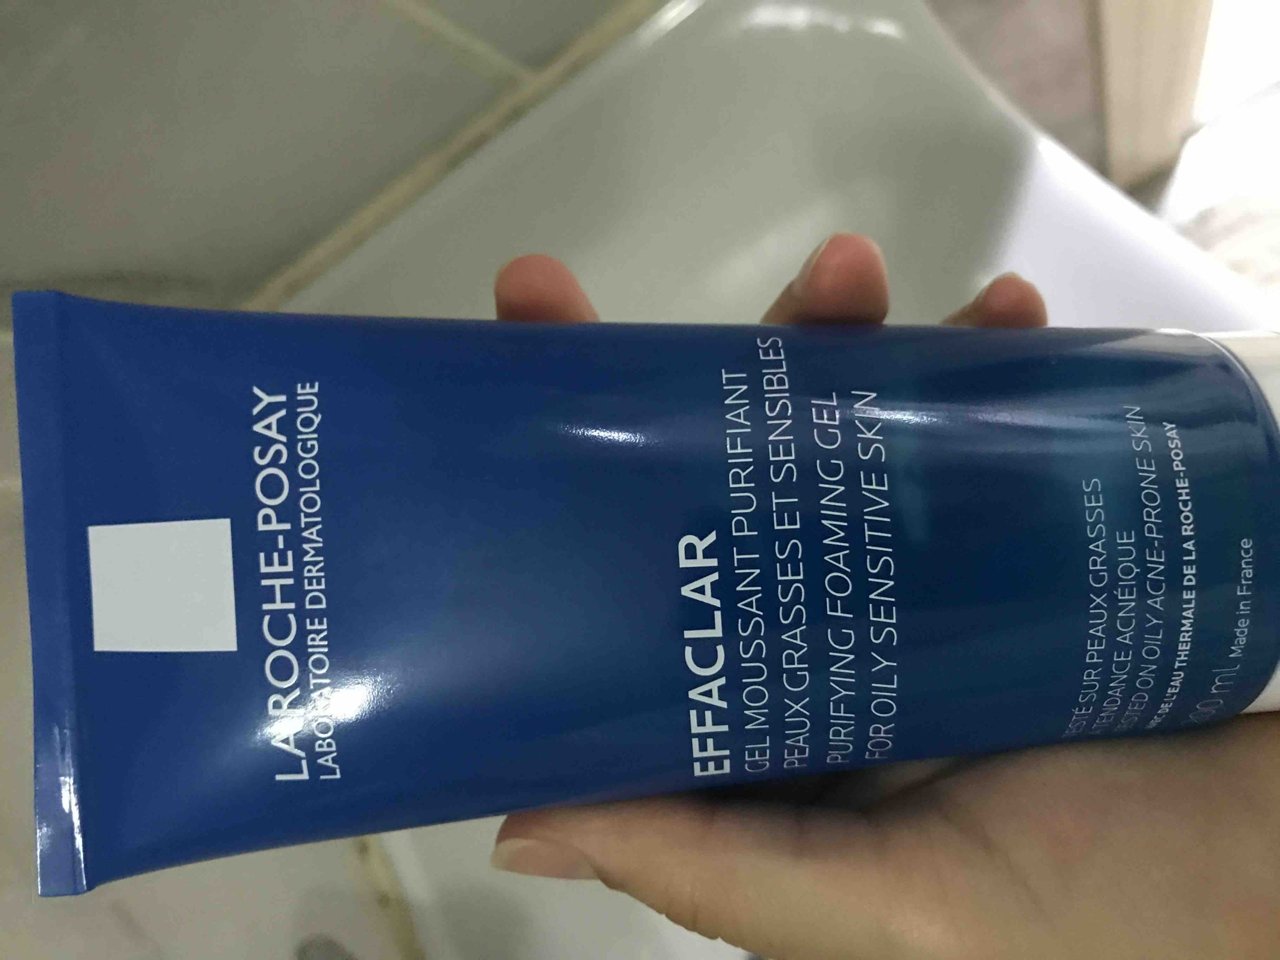 LA ROCHE-POSAY
LABORATOIRE DERMATOLOGIQUE
EFFACLAR
GEL MOUSSANT PURIFIANT
PEAUX GRASSES ET SENSIBLES
PURIFYING FOAMING GEL
FOR OILY SENSITIVE SKIN
SUR PEAUX GRASSES
TENDANCE ACNÉIQUE
ON OILY ACNE-PRONE SKIN
DE L'EAU THERMALE DE LA ROCHE-POSAY
mL Made in France